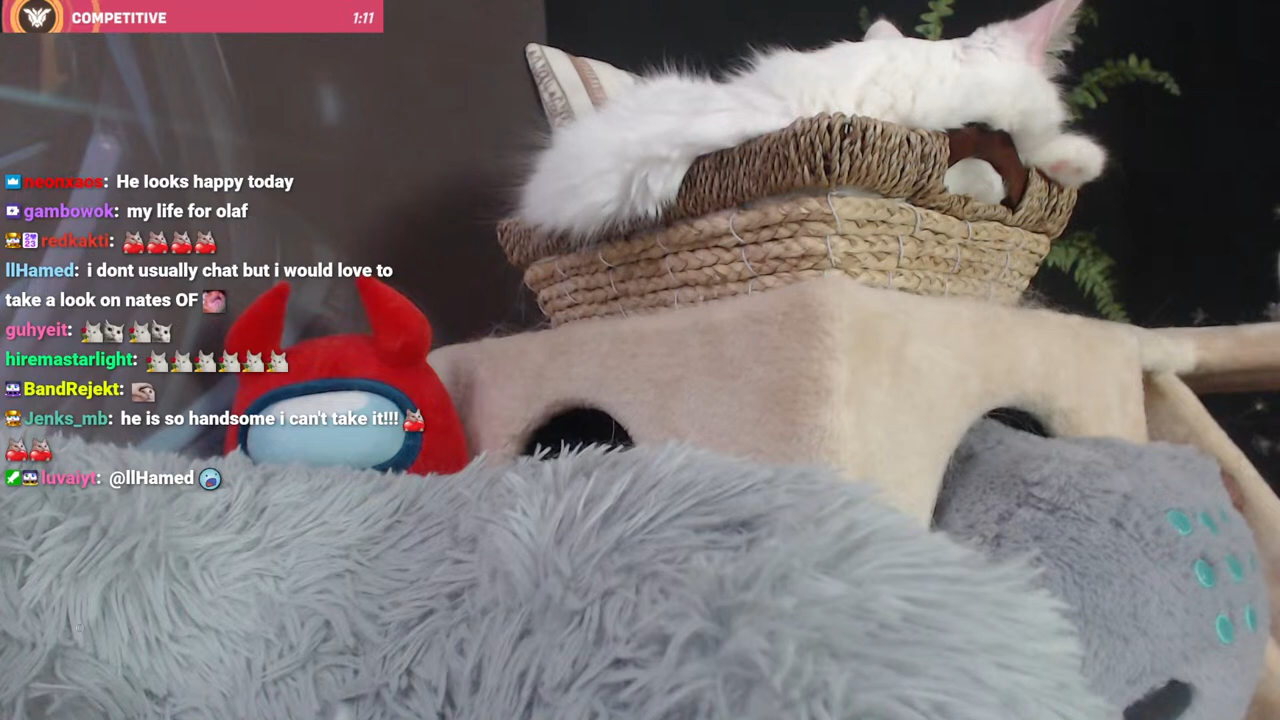 COMPETITIVE 1:11
neonxaos: He looks happy today
gambowok: my life for olaf
redkakti:
llHamed: i dont usually chat but i would love to
take a look on nates OF
guhyeit:
hiremastarlight:
BandRejekt:
Jenks_mb: he is so handsome i can't take it!!!
luvaiyt: @llHamed